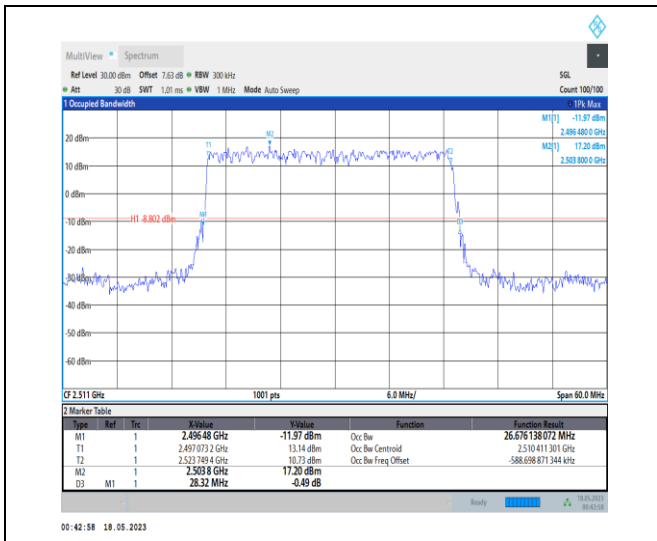 MultiView Spectrum
Ref Level 30.00 dBm Offset 7.63 dB RBW 300 kHz SGL
Att 30 dB SWT 1.01 ms VBW 1 MHz Mode Auto Sweep Count 100/100
1 Occupied Bandwidth 1Pk Max
M1[1] -11.97 dBm
2.496 480 0 GHz
M2[1] 17.20 dBm
2.503 800 0 GHz
20 dBm
T1
M2
T2
10 dBm
0 dBm
H1 -8.802 dBm
M1
D3
-10 dBm
-20 dBm
-30 dBm
-40 dBm
-50 dBm
-60 dBm
CF 2.511 GHz 1001 pts 6.0 MHz/ Span 60.0 MHz
2 Marker Table
Type Ref Trc X-Value Y-Value Function Function Result
M1 1 2.496 48 GHz -11.97 dBm Occ Bw 26.676 138 072 MHz
T1 1 2.497 073 2 GHz 13.14 dBm Occ Bw Centroid 2.510 411 301 GHz
T2 1 2.523 749 4 GHz 10.73 dBm Occ Bw Freq Offset -588.698 871 344 kHz
M2 1 2.503 8 GHz 17.20 dBm
D3 M1 1 28.32 MHz -0.49 dB
Ready 18.05.2023
00:42:58
00:42:58 18.05.2023